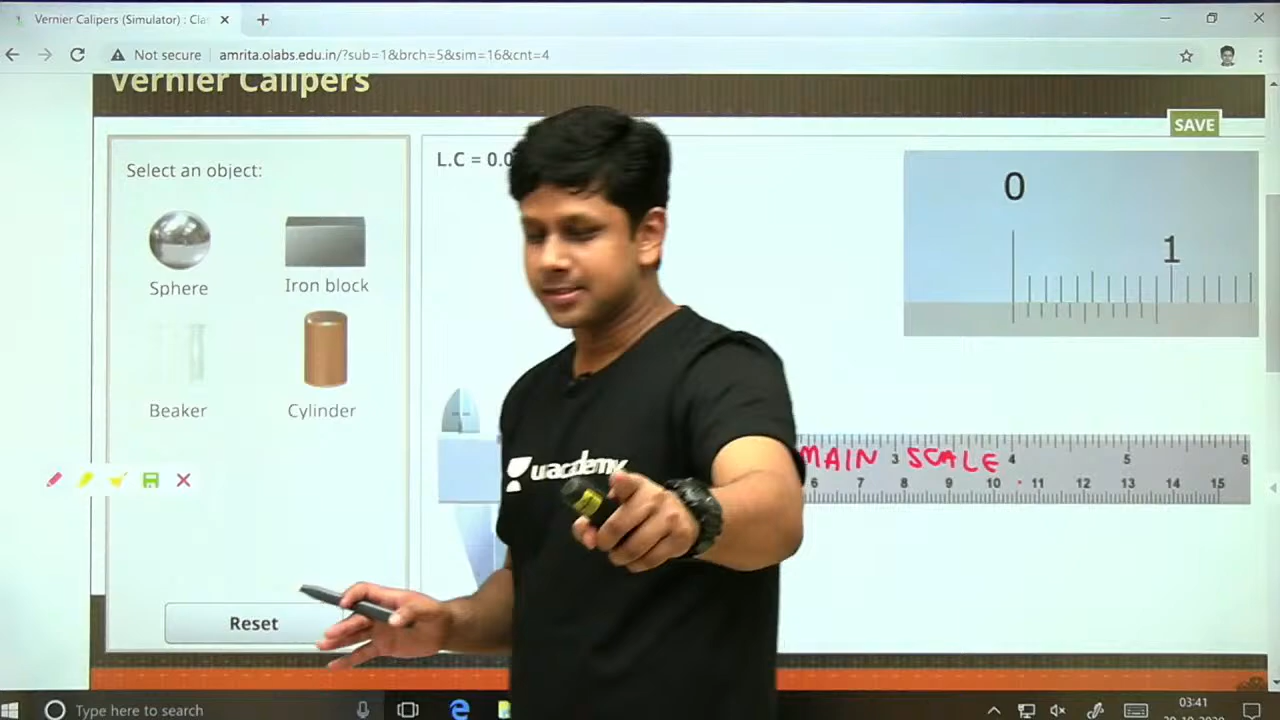 Vernier Calipers (Simulator) : Cla
Not secure
amrita.olabs.edu.in/?sub=1&brch=5&sim=16&cnt=4
Vernier Calipers
SAVE
Select an object:
L.C = 0.0
0
1
Sphere
Iron block
Beaker
Cylinder
MAIN SCALE
3 4 5 6
6 7 8 9 10 11 12 13 14 15
unacademy
Reset
Type here to search
03:41